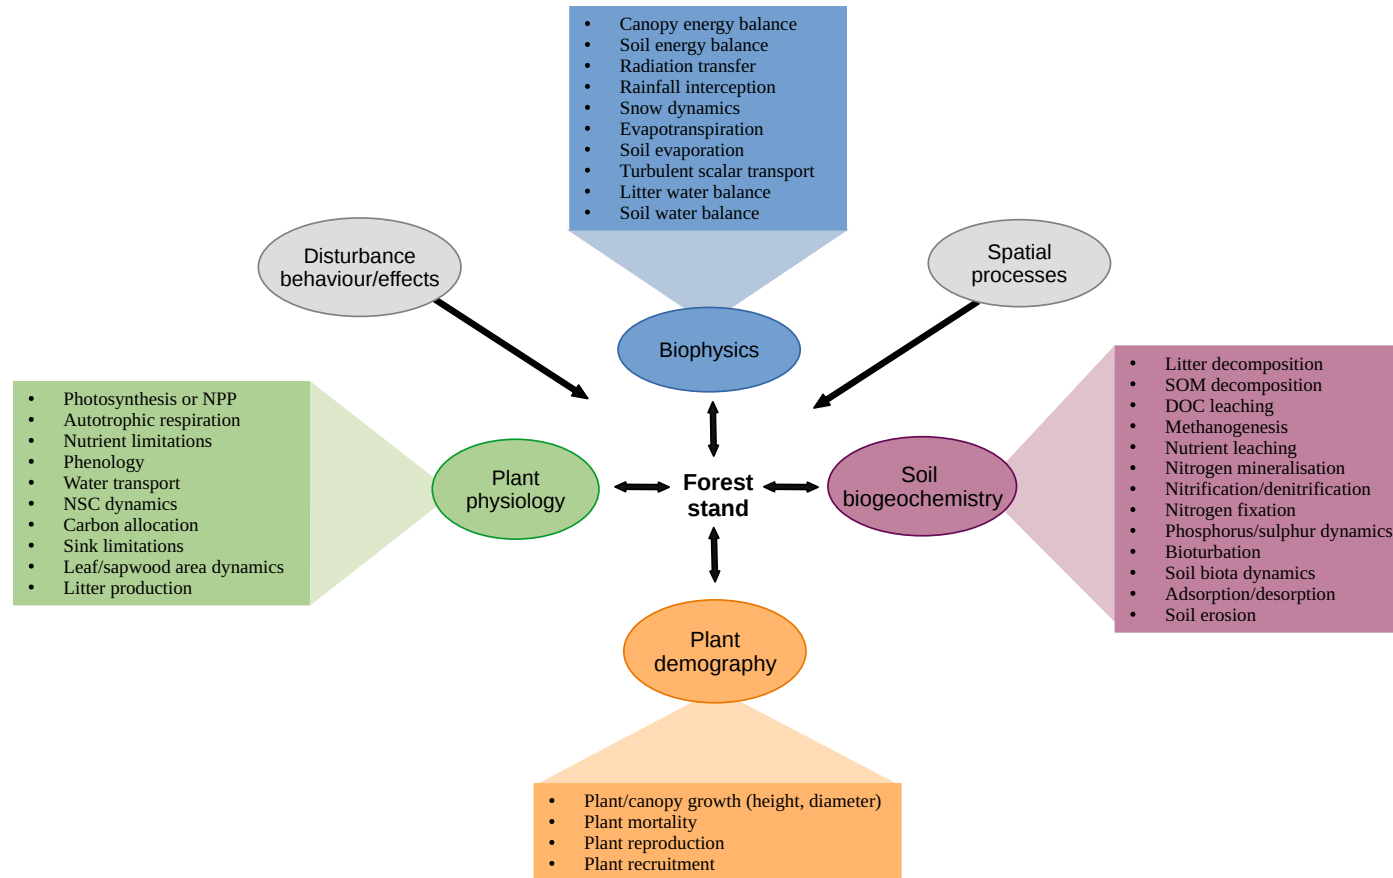 • Canopy energy balance
• Soil energy balance
• Radiation transfer
• Rainfall interception
• Snow dynamics
• Evapotranspiration
• Soil evaporation
• Turbulent scalar transport
• Litter water balance
• Soil water balance
Disturbance
behaviour/effects
Spatial
processes
Biophysics
• Photosynthesis or NPP
• Autotrophic respiration
• Nutrient limitations
• Phenology
• Water transport
• NSC dynamics
• Carbon allocation
• Sink limitations
• Leaf/sapwood area dynamics
• Litter production
Plant
physiology
Forest
stand
Soil
biogeochemistry
• Litter decomposition
• SOM decomposition
• DOC leaching
• Methanogenesis
• Nutrient leaching
• Nitrogen mineralisation
• Nitrification/denitrification
• Nitrogen fixation
• Phosphorus/sulphur dynamics
• Bioturbation
• Soil biota dynamics
• Adsorption/desorption
• Soil erosion
Plant
demography
• Plant/canopy growth (height, diameter)
• Plant mortality
• Plant reproduction
• Plant recruitment